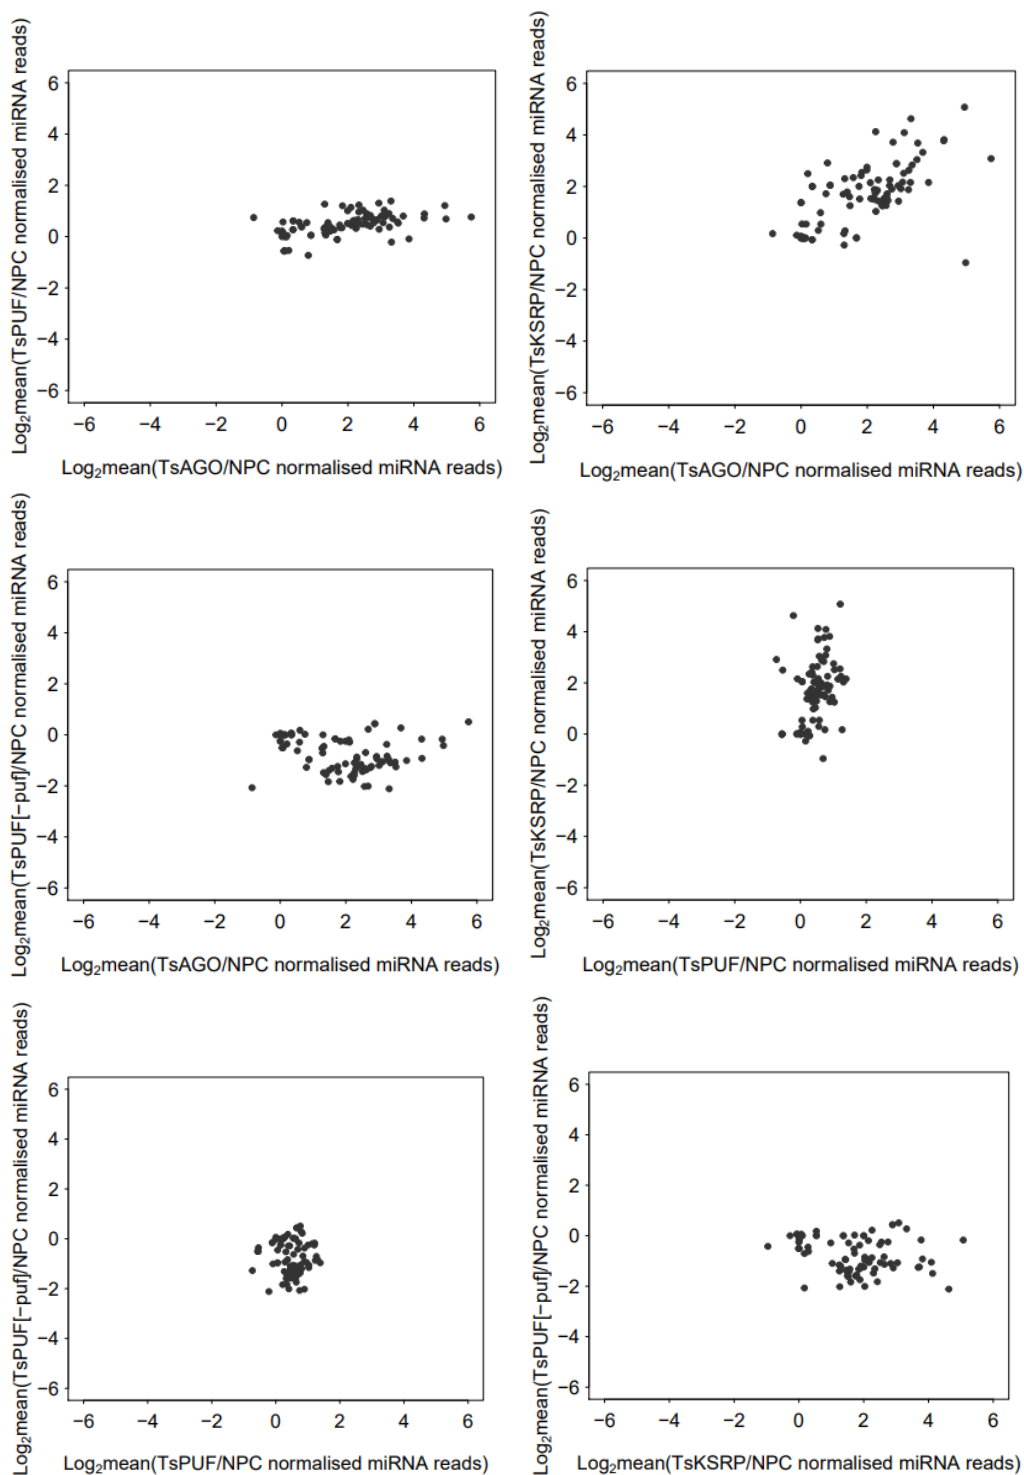 Log₂mean(TsPUF/NPC normalised miRNA reads)
6
4
2
0
−2
−4
−6
−6 −4 −2 0 2 4 6
Log₂mean(TsAGO/NPC normalised miRNA reads)
Log₂mean(TsKSRP/NPC normalised miRNA reads)
6
4
2
0
−2
−4
−6
−6 −4 −2 0 2 4 6
Log₂mean(TsAGO/NPC normalised miRNA reads)
Log₂mean(TsPUF[−puf]/NPC normalised miRNA reads)
6
4
2
0
−2
−4
−6
−6 −4 −2 0 2 4 6
Log₂mean(TsAGO/NPC normalised miRNA reads)
Log₂mean(TsKSRP/NPC normalised miRNA reads)
6
4
2
0
−2
−4
−6
−6 −4 −2 0 2 4 6
Log₂mean(TsPUF/NPC normalised miRNA reads)
Log₂mean(TsPUF[−puf]/NPC normalised miRNA reads)
6
4
2
0
−2
−4
−6
−6 −4 −2 0 2 4 6
Log₂mean(TsPUF/NPC normalised miRNA reads)
Log₂mean(TsPUF[−puf]/NPC normalised miRNA reads)
6
4
2
0
−2
−4
−6
−6 −4 −2 0 2 4 6
Log₂mean(TsKSRP/NPC normalised miRNA reads)